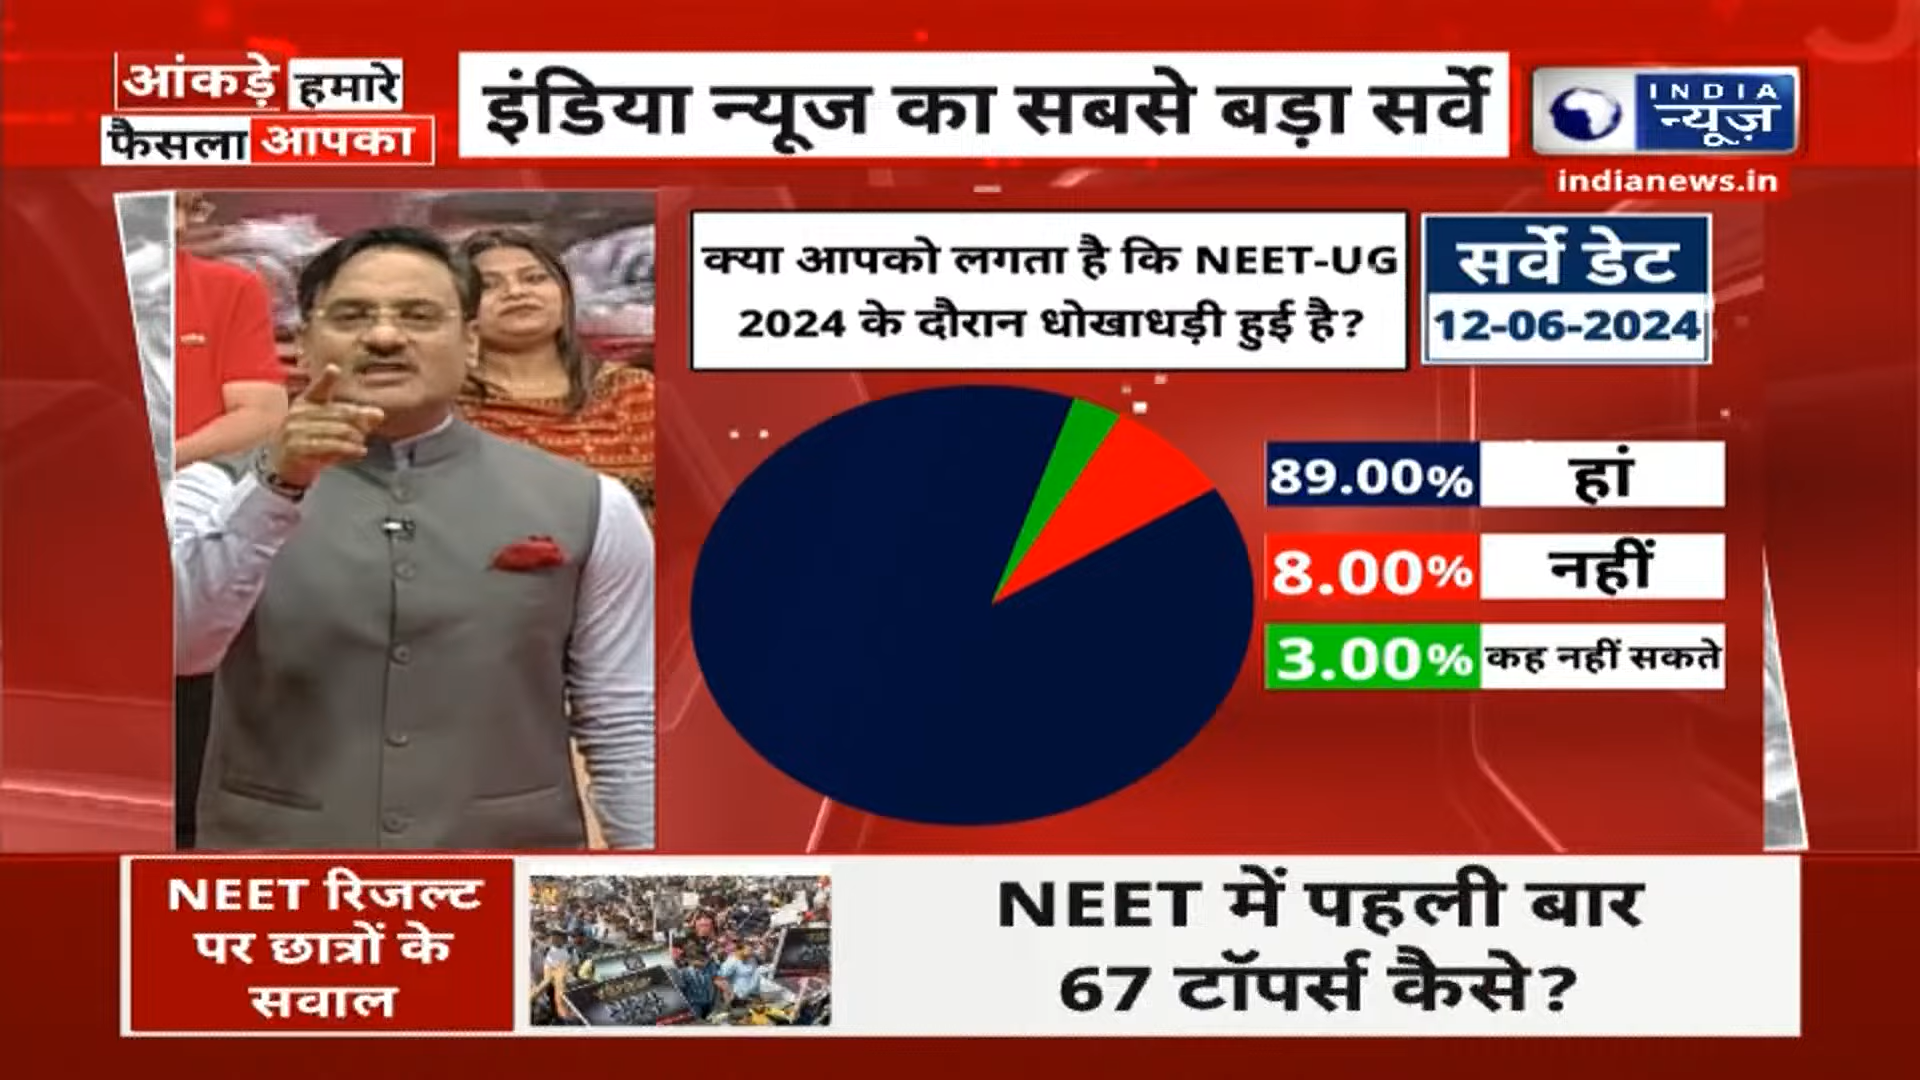 आंकड़े हमारे
फैसला आपका
इंडिया न्यूज का सबसे बड़ा सर्वे
INDIA
न्यूज़
indianews.in
क्या आपको लगता है कि NEET-UG
2024 के दौरान धोखाधड़ी हुई है?
सर्वे डेट
12-06-2024
89.00% हां
8.00% नहीं
3.00% कह नहीं सकते
NEET रिजल्ट
पर छात्रों के
सवाल
NEET में पहली बार
67 टॉपर्स कैसे?